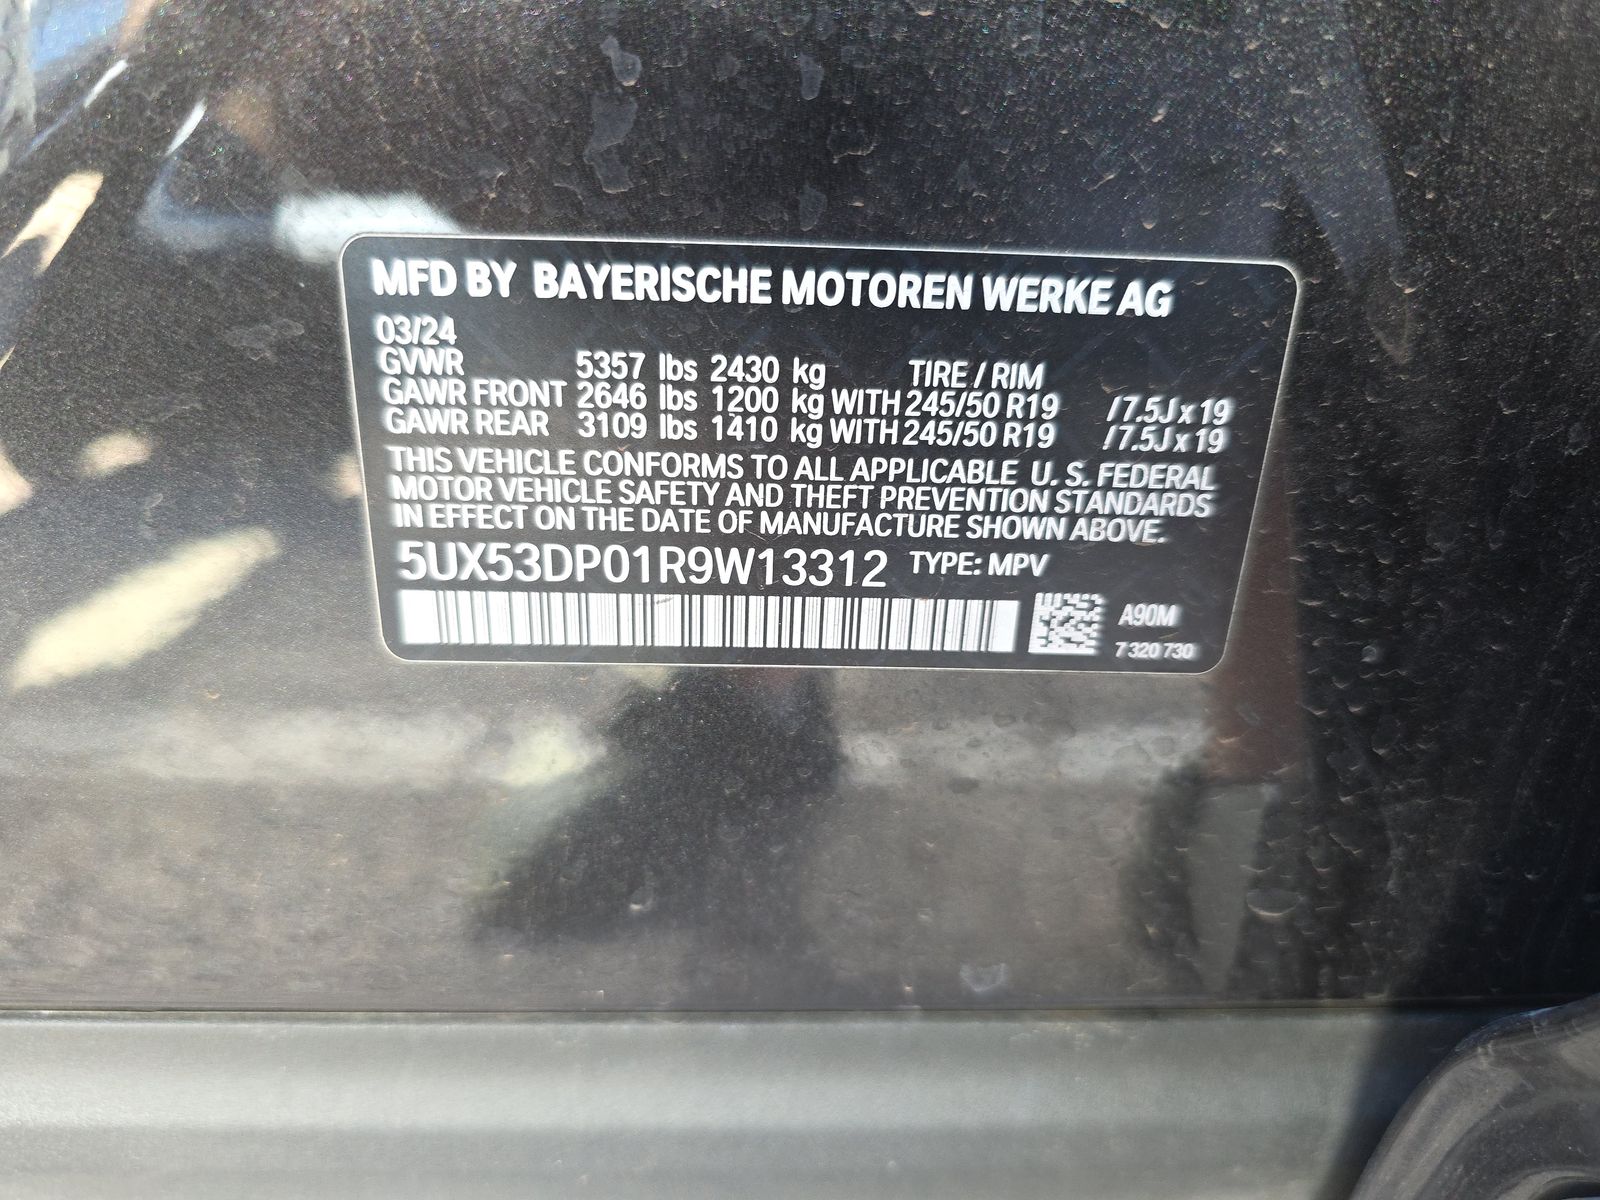 MFD BY BAYERISCHE MOTOREN WERKE AG
03/24
GVWR 5357 lbs 2430 kg TIRE / RIM
GAWR FRONT 2646 lbs 1200 kg WITH 245/50 R19 / 7.5J x 19
GAWR REAR 3109 lbs 1410 kg WITH 245/50 R19 / 7.5J x 19
THIS VEHICLE CONFORMS TO ALL APPLICABLE U. S. FEDERAL
MOTOR VEHICLE SAFETY AND THEFT PREVENTION STANDARDS
IN EFFECT ON THE DATE OF MANUFACTURE SHOWN ABOVE.
5UX53DP01R9W13312 TYPE: MPV
A90M
7 320 730